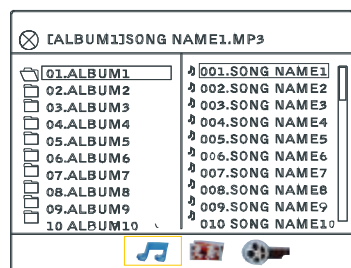 [ALBUM1]SONG NAME1.MP3
01.ALBUM1
02.ALBUM2
03.ALBUM3
04.ALBUM4
05.ALBUM5
06.ALBUM6
07.ALBUM7
08.ALBUM8
09.ALBUM9
10 ALBUM10
001.SONG NAME1
002.SONG NAME2
003.SONG NAME3
004.SONG NAME4
005.SONG NAME5
006.SONG NAME6
007.SONG NAME7
008.SONG NAME8
009.SONG NAME9
010 SONG NAME10